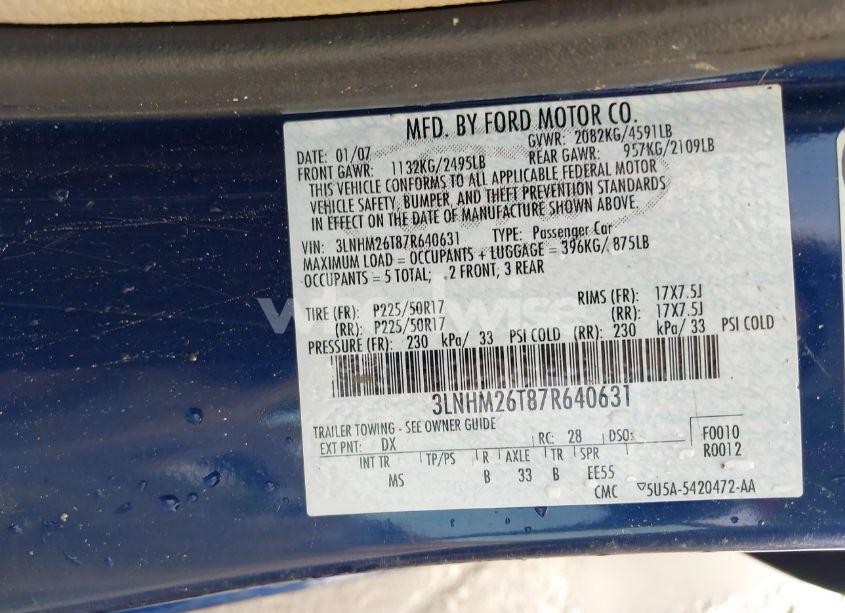 MFD. BY FORD MOTOR CO.
DATE: 01/07 GVWR: 2082KG/4591LB
FRONT GAWR: 1132KG/2495LB REAR GAWR: 957KG/2109LB
THIS VEHICLE CONFORMS TO ALL APPLICABLE FEDERAL MOTOR
VEHICLE SAFETY, BUMPER, AND THEFT PREVENTION STANDARDS
IN EFFECT ON THE DATE OF MANUFACTURE SHOWN ABOVE.
VIN: 3LNHM26T87R640631 TYPE: Passenger Car
MAXIMUM LOAD = OCCUPANTS + LUGGAGE = 396KG/ 875LB
OCCUPANTS = 5 TOTAL; 2 FRONT, 3 REAR
TIRE (FR): P225/50R17 RIMS (FR): 17X7.5J
(RR): P225/50R17 (RR): 17X7.5J
PRESSURE (FR): 230 kPa/ 33 PSI COLD (RR): 230 kPa/ 33 PSI COLD
3LNHM26T87R640631
TRAILER TOWING - SEE OWNER GUIDE
EXT PNT: DX RC: 28 DSO: F0010
INT TR TP/PS R AXLE TR SPR R0012
MS B 33 B EE55
CMC ▽5U5A-5420472-AA